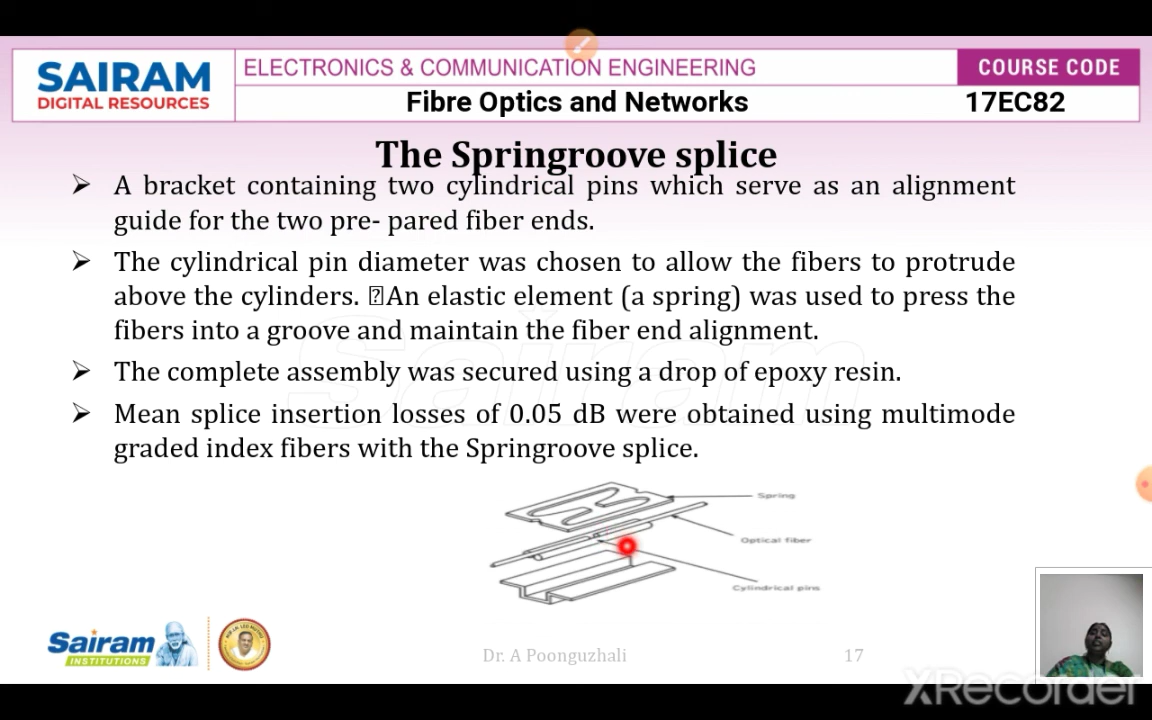 SAIRAM
DIGITAL RESOURCES
ELECTRONICS & COMMUNICATION ENGINEERING
COURSE CODE
Fibre Optics and Networks
17EC82
The Springroove splice
➢ A bracket containing two cylindrical pins which serve as an alignment
guide for the two pre- pared fiber ends.
➢ The cylindrical pin diameter was chosen to allow the fibers to protrude
above the cylinders. ⍰An elastic element (a spring) was used to press the
fibers into a groove and maintain the fiber end alignment.
➢ The complete assembly was secured using a drop of epoxy resin.
➢ Mean splice insertion losses of 0.05 dB were obtained using multimode
graded index fibers with the Springroove splice.
Sairam
Spring
Optical fiber
Cylindrical pins
Sairam
INSTITUTIONS
Dr. A Poonguzhali
17
XRecorder